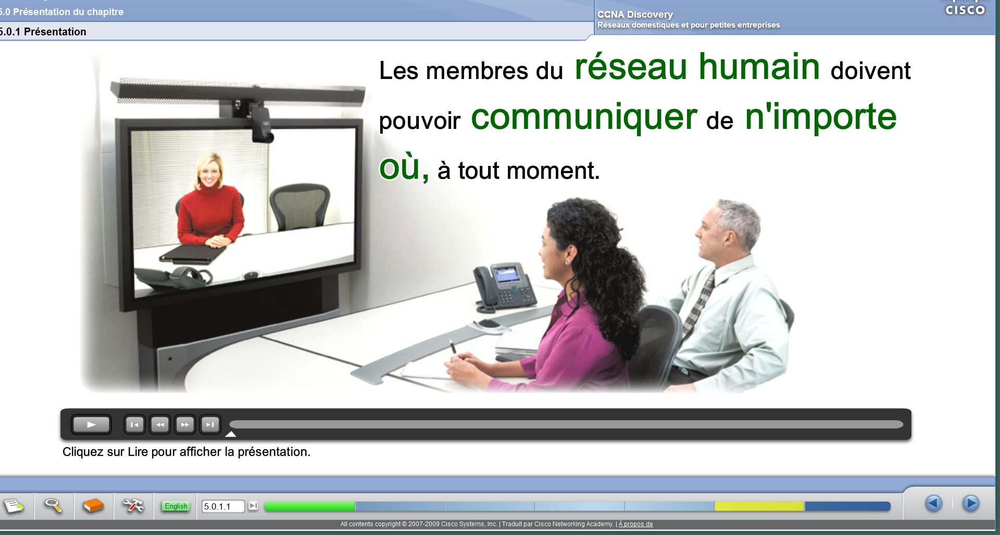 5.0 Présentation du chapitre
CCNA Discovery
Réseaux domestiques et pour petites entreprises
CISCO
5.0.1 Présentation
Les membres du réseau humain doivent
pouvoir communiquer de n'importe
où, à tout moment.
Cliquez sur Lire pour afficher la présentation.
English
5.0.1.1
All contents copyright © 2007-2009 Cisco Systems, Inc. | Traduit par Cisco Networking Academy. | À propos de